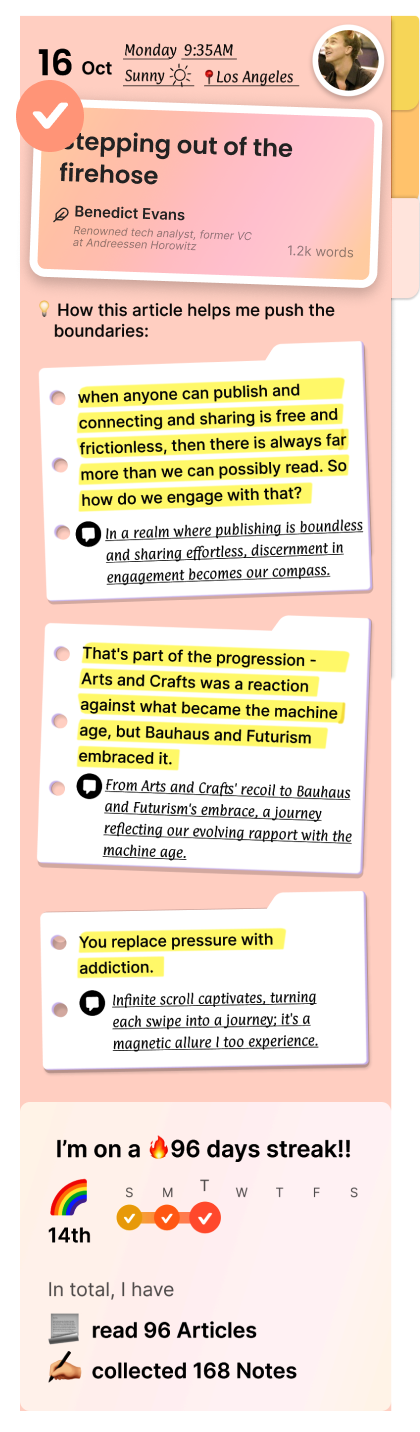 16 Oct
Monday 9:35AM
Sunny
Los Angeles
stepping out of the
firehose
Benedict Evans
Renowned tech analyst, former VC
at Andreessen Horowitz
1.2k words
How this article helps me push the
boundaries:
when anyone can publish and
connecting and sharing is free and
frictionless, then there is always far
more than we can possibly read. So
how do we engage with that?
In a realm where publishing is boundless
and sharing effortless, discernment in
engagement becomes our compass.
That's part of the progression -
Arts and Crafts was a reaction
against what became the machine
age, but Bauhaus and Futurism
embraced it.
From Arts and Crafts' recoil to Bauhaus
and Futurism's embrace, a journey
reflecting our evolving rapport with the
machine age.
You replace pressure with
addiction.
Infinite scroll captivates, turning
each swipe into a journey; it's a
magnetic allure I too experience.
I'm on a 🔥96 days streak!!
S M T W T F S
14th
In total, I have
read 96 Articles
collected 168 Notes